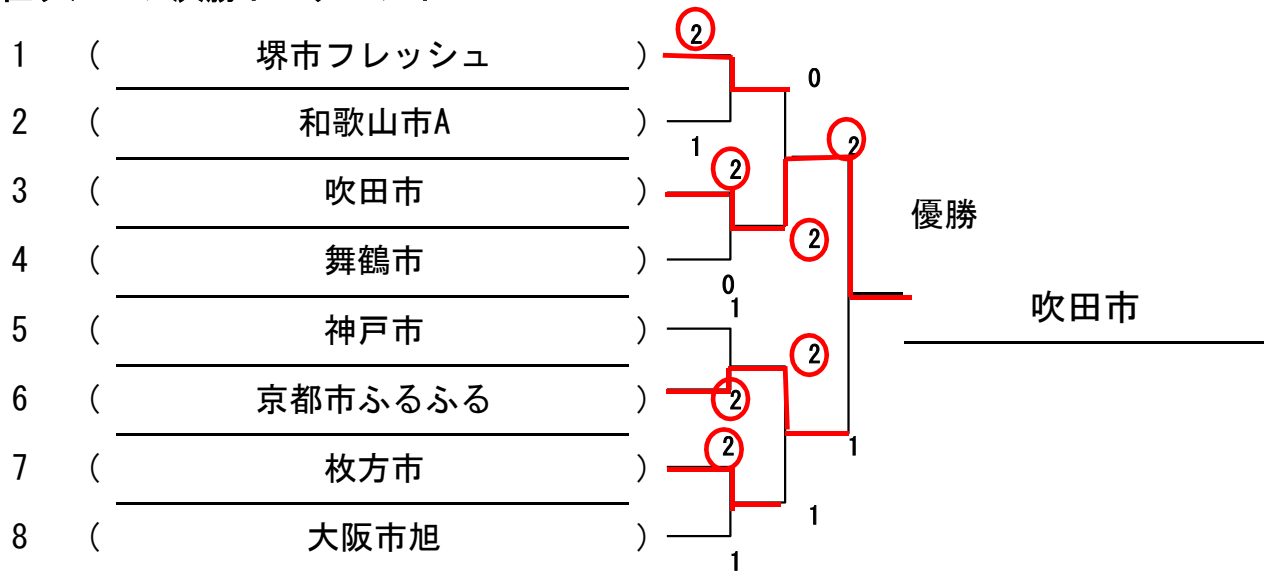 1 ( 堺市フレッシュ ) 2
0
2 ( 和歌山市A ) 1
2
3 ( 吹田市 ) 2
優勝
2
4 ( 舞鶴市 ) 0
吹田市
5 ( 神戸市 ) 1
2
6 ( 京都市ふるふる ) 2
1
7 ( 枚方市 ) 2
1
8 ( 大阪市旭 ) 1